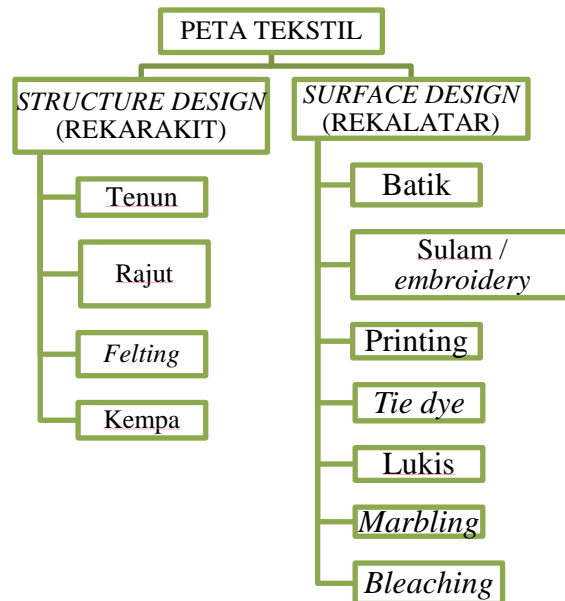 PETA TEKSTIL
STRUCTURE DESIGN
(REKARAKIT)
Tenun
Rajut
Felting
Kempa
SURFACE DESIGN
(REKALATAR)
Batik
Sulam /
embroidery
Printing
Tie dye
Lukis
Marbling
Bleaching